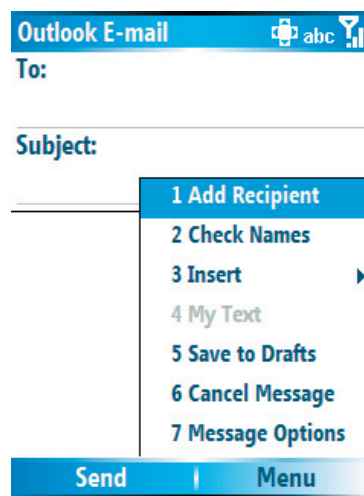 Outlook E-mail abc
To:
Subject:
1 Add Recipient
2 Check Names
3 Insert
4 My Text
5 Save to Drafts
6 Cancel Message
7 Message Options
Send Menu